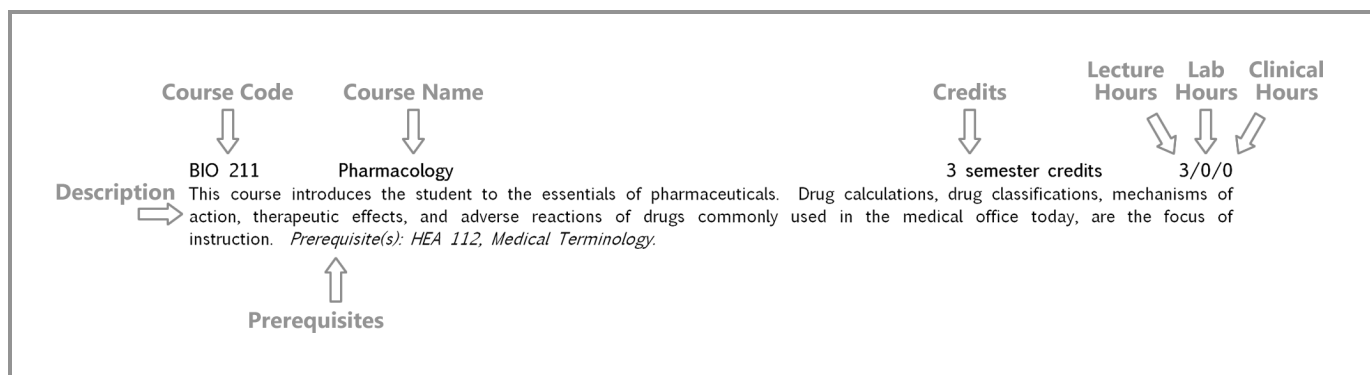 Lecture Lab Clinical
Course Code Course Name Credits Hours Hours Hours
BIO 211 Pharmacology 3 semester credits 3/0/0
Description This course introduces the student to the essentials of pharmaceuticals. Drug calculations, drug classifications, mechanisms of
action, therapeutic effects, and adverse reactions of drugs commonly used in the medical office today, are the focus of
instruction. Prerequisite(s): HEA 112, Medical Terminology.
Prerequisites